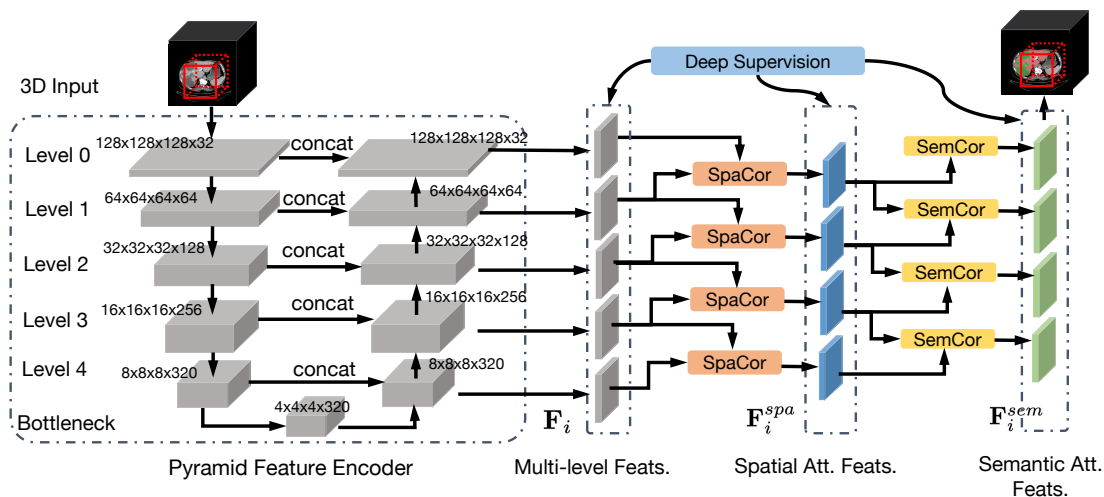 Deep Supervision
3D Input
Level 0
128x128x128x32
concat
128x128x128x32
SemCor
SpaCor
Level 1
64x64x64x64
concat
64x64x64x64
SemCor
SpaCor
Level 2
32x32x32x128
concat
32x32x32x128
SemCor
SpaCor
Level 3
16x16x16x256
concat
16x16x16x256
SemCor
SpaCor
Level 4
8x8x8x320
concat
8x8x8x320
Bottleneck
4x4x4x320
F_i
F_i^{spa}
F_i^{sem}
Pyramid Feature Encoder
Multi-level Feats.
Spatial Att. Feats.
Semantic Att.
Feats.